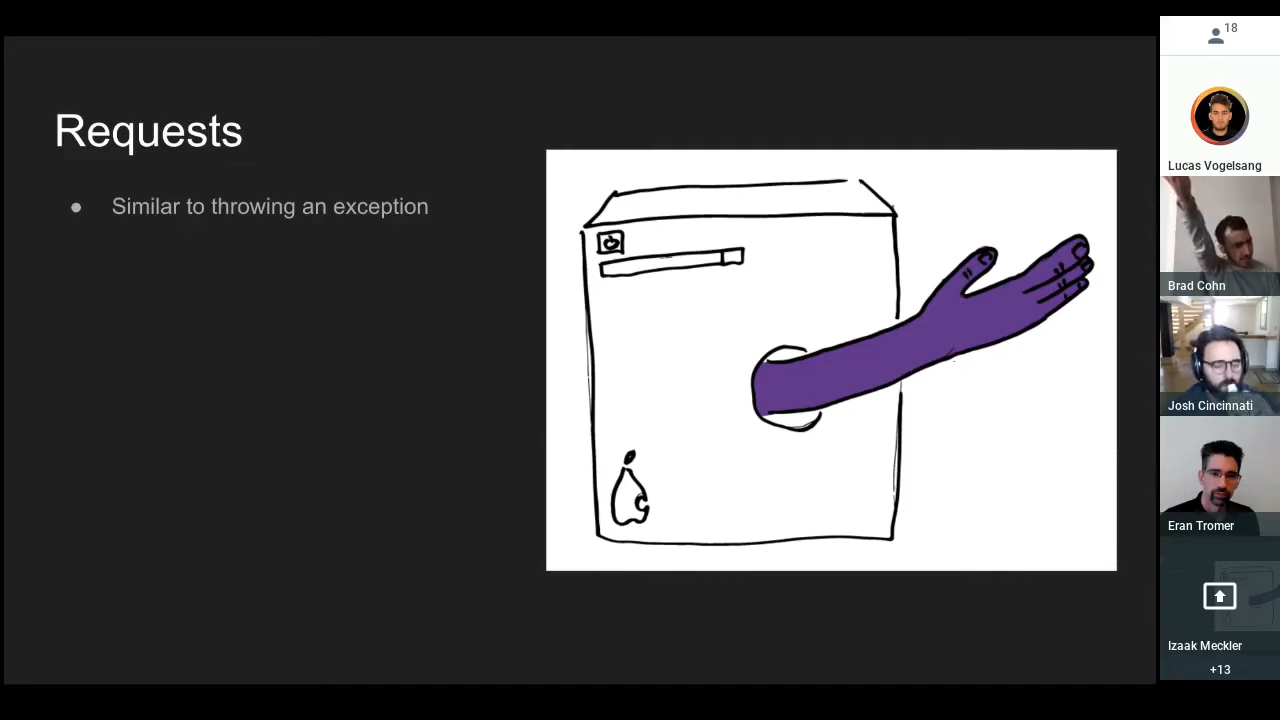 Requests
● Similar to throwing an exception
18
Lucas Vogelsang
Brad Cohn
Josh Cincinnati
Eran Tromer
Izaak Meckler
+13